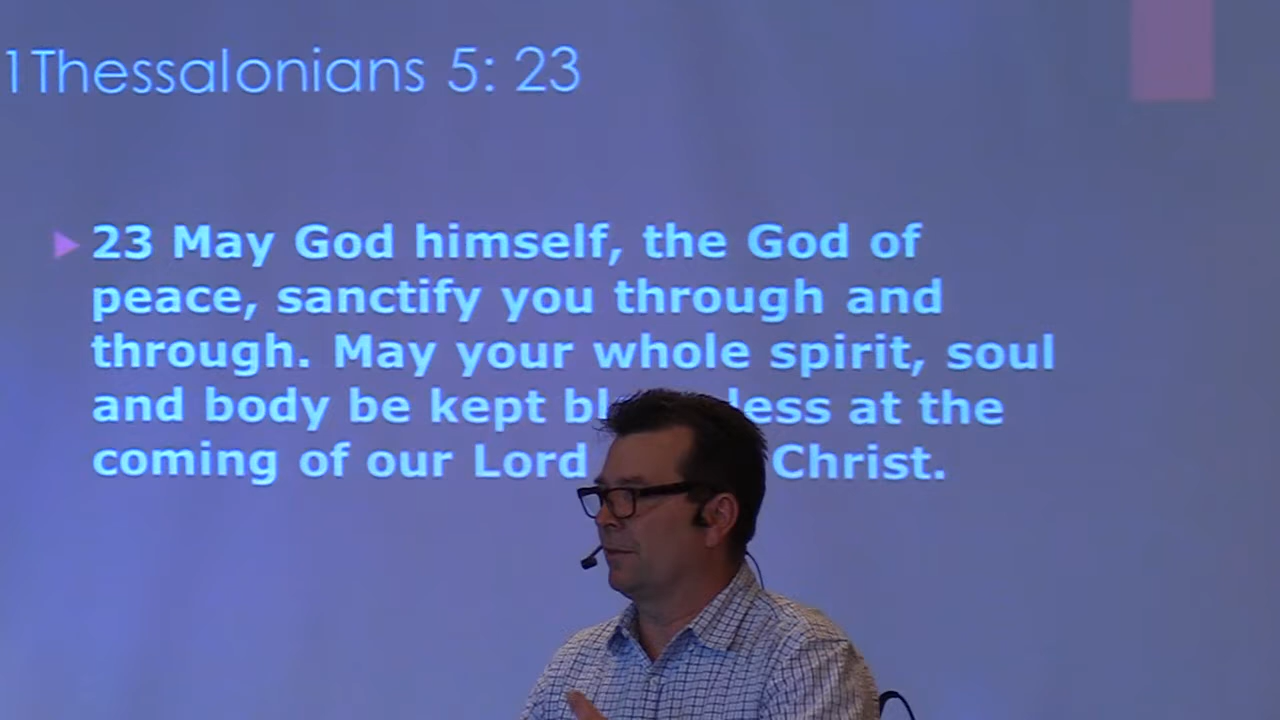 1Thessalonians 5: 23
23 May God himself, the God of
peace, sanctify you through and
through. May your whole spirit, soul
and body be kept bl less at the
coming of our Lord Christ.